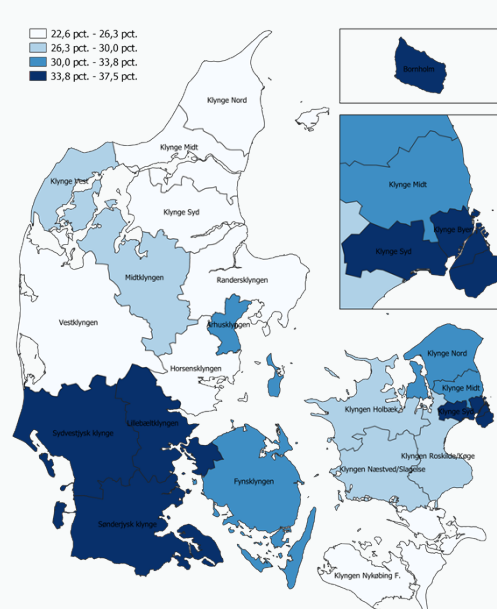 22,6 pct. - 26,3 pct.
26,3 pct. - 30,0 pct.
30,0 pct. - 33,8 pct.
33,8 pct. - 37,5 pct.
Bornholm
Klynge Nord
Klynge Midt
Klynge Vest
Klynge Midt
Klynge Syd
Klynge Byen
Klynge Syd
Midtklyngen
Randersklyngen
Vestklyngen
Århusklyngen
Horsensklyngen
Klynge Nord
Klynge Midt
Klyngen Holbæk
Klynge Syd
Sydvestjysk klynge
Lillebæltklyngen
Klyngen Roskilde/Køge
Klyngen Næstved/Slagelse
Fynsklyngen
Sønderjysk klynge
Klyngen Nykøbing F.